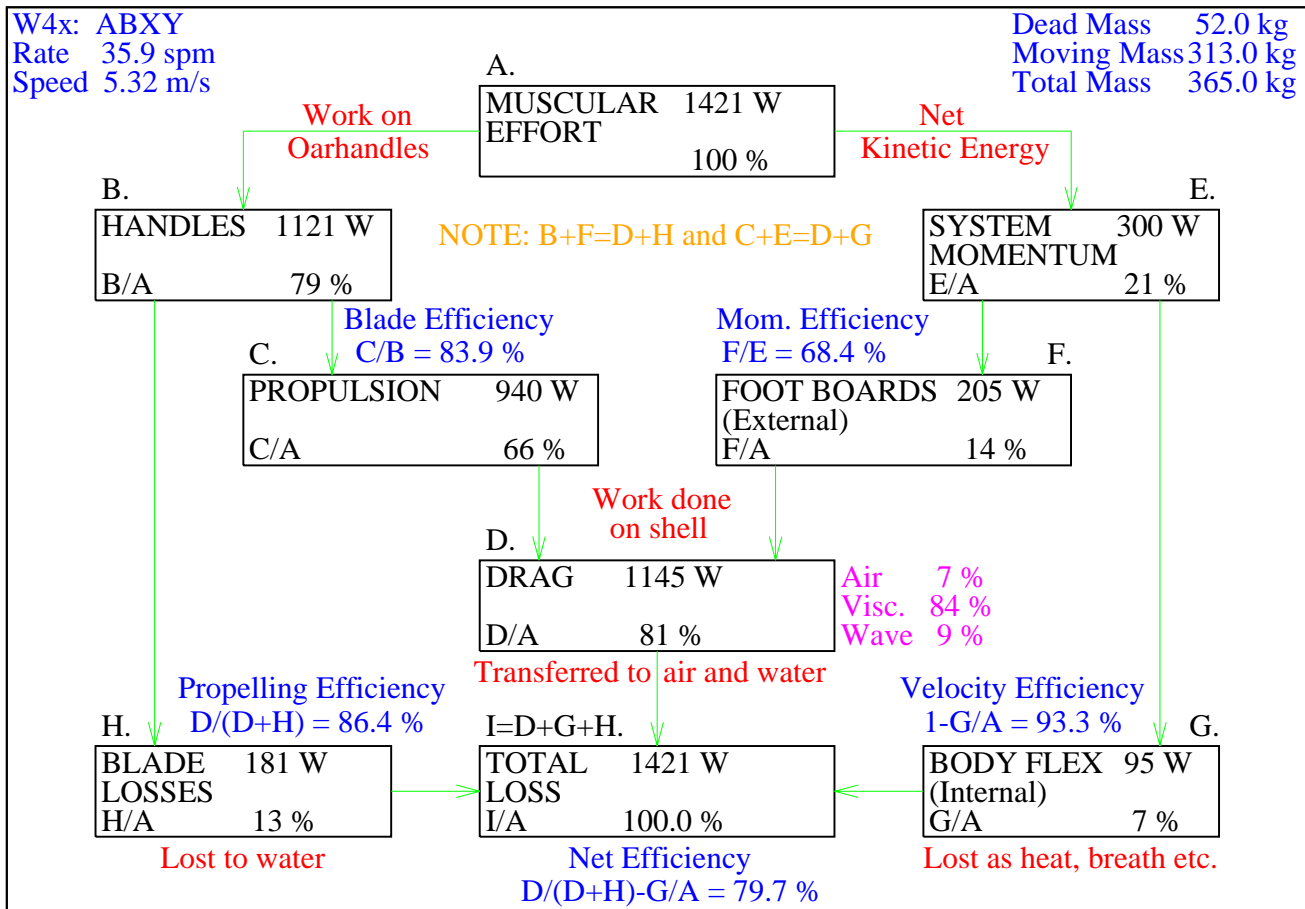 W4x: ABXY
Rate 35.9 spm
Speed 5.32 m/s
Dead Mass 52.0 kg
Moving Mass 313.0 kg
Total Mass 365.0 kg
A.
MUSCULAR 1421 W
EFFORT
100 %
Work on
Oarhandles
Net
Kinetic Energy
B.
HANDLES 1121 W
B/A 79 %
NOTE: B+F=D+H and C+E=D+G
E.
SYSTEM 300 W
MOMENTUM
E/A 21 %
Blade Efficiency
C/B = 83.9 %
Mom. Efficiency
F/E = 68.4 %
C.
PROPULSION 940 W
C/A 66 %
F.
FOOT BOARDS 205 W
(External)
F/A 14 %
Work done
on shell
D.
DRAG 1145 W
D/A 81 %
Air 7 %
Visc. 84 %
Wave 9 %
Transferred to air and water
Propelling Efficiency
D/(D+H) = 86.4 %
Velocity Efficiency
1-G/A = 93.3 %
H.
BLADE 181 W
LOSSES
H/A 13 %
Lost to water
I=D+G+H.
TOTAL 1421 W
LOSS
I/A 100.0 %
Net Efficiency
D/(D+H)-G/A = 79.7 %
G.
BODY FLEX 95 W
(Internal)
G/A 7 %
Lost as heat, breath etc.